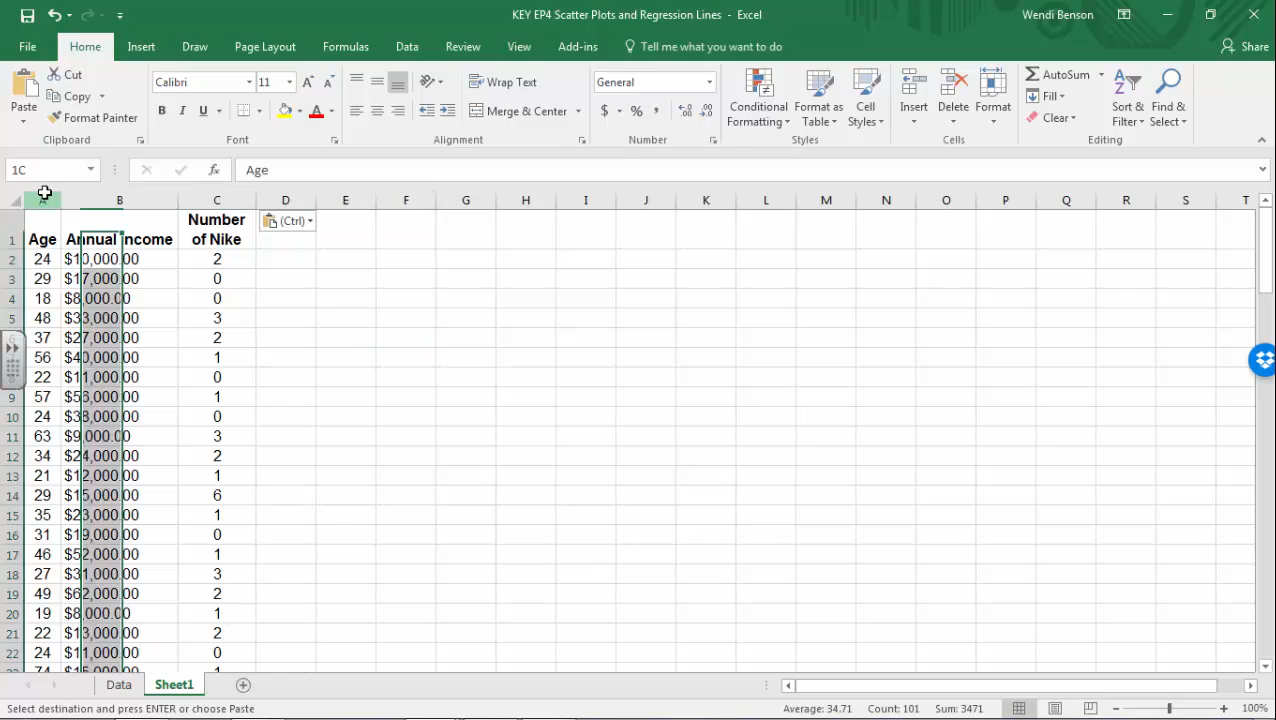 KEY EP4 Scatter Plots and Regression Lines - Excel
Wendi Benson
File Home Insert Draw Page Layout Formulas Data Review View Add-ins Tell me what you want to do Share
Paste
Cut
Copy
Format Painter
Calibri 11
B I U
Wrap Text
Merge & Center
General
$ % ,
Conditional Formatting
Format as Table
Cell Styles
Insert
Delete
Format
AutoSum
Fill
Clear
Sort & Filter
Find & Select
Clipboard Font Alignment Number Styles Cells Editing
1C fx Age
A B C D E F G H I J K L M N O P Q R S T
1 Age Annual Income Number of Nike (Ctrl)
2 24 $10,000.00 2
3 29 $17,000.00 0
4 18 $8,000.00 0
5 48 $33,000.00 3
37 $27,000.00 2
56 $40,000.00 1
22 $11,000.00 0
9 57 $56,000.00 1
10 24 $38,000.00 0
11 63 $9,000.00 3
12 34 $24,000.00 2
13 21 $12,000.00 1
14 29 $15,000.00 6
15 35 $23,000.00 1
16 31 $19,000.00 0
17 46 $52,000.00 1
18 27 $31,000.00 3
19 49 $62,000.00 2
20 19 $8,000.00 1
21 22 $13,000.00 2
22 24 $11,000.00 0
Data Sheet1
Select destination and press ENTER or choose Paste Average: 34.71 Count: 101 Sum: 3471 100%